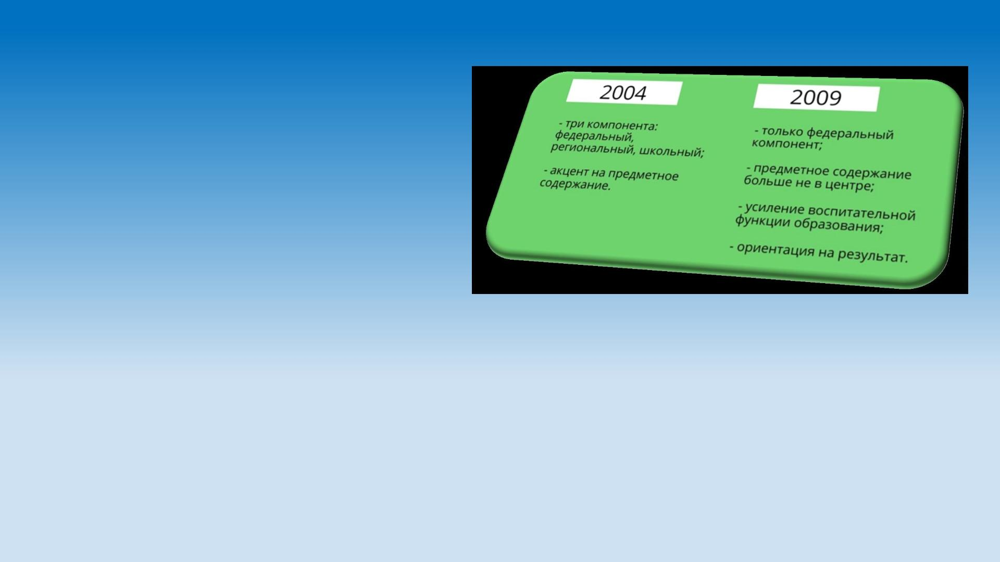 2004
- три компонента:
федеральный,
региональный, школьный;
- акцент на предметное
содержание.
2009
- только федеральный
компонент;
- предметное содержание
больше не в центре;
- усиление воспитательной
функции образования;
- ориентация на результат.